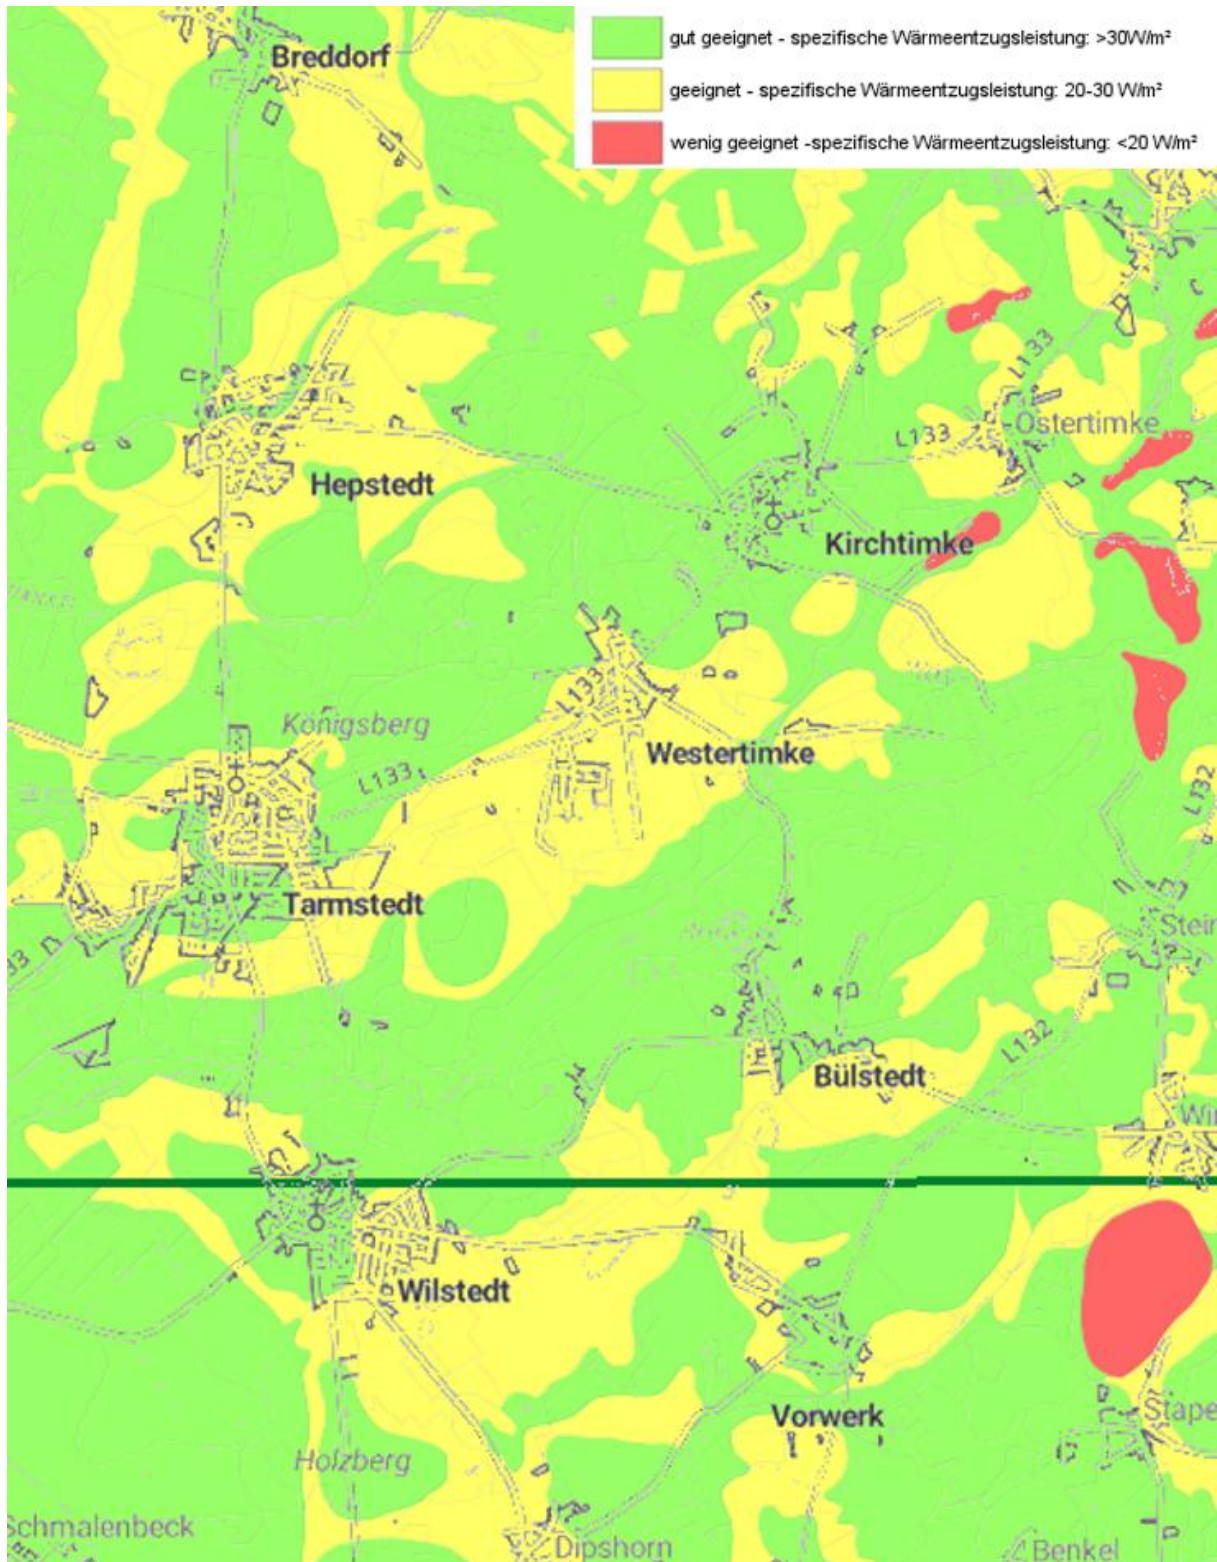 gut geeignet - spezifische Wärmeentzugsleistung: >30W/m²
geeignet - spezifische Wärmeentzugsleistung: 20-30 W/m²
wenig geeignet -spezifische Wärmeentzugsleistung: <20 W/m²
Breddorf
L133
L133
Ostertimke
Hepstedt
Kirchtimke
L133
Königsberg
Westertimke
L133
L132
Tarmstedt
Stein
33
L132
Bülstedt
Wilstedt
Vorwerk
Stape
Holzberg
Schmalenbeck
Dipshorn
Benkel